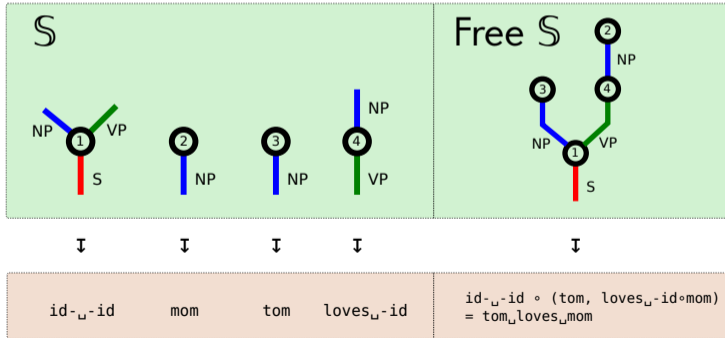 𝕊
Free 𝕊
2
NP
3
4
NP
NP VP
1
2
3
4
NP VP
1
S
NP
NP
VP
S
↧ ↧ ↧ ↧ ↧
id-␣-id
mom
tom
loves␣-id
id-␣-id ∘ (tom, loves␣-id∘mom)
= tom␣loves␣mom